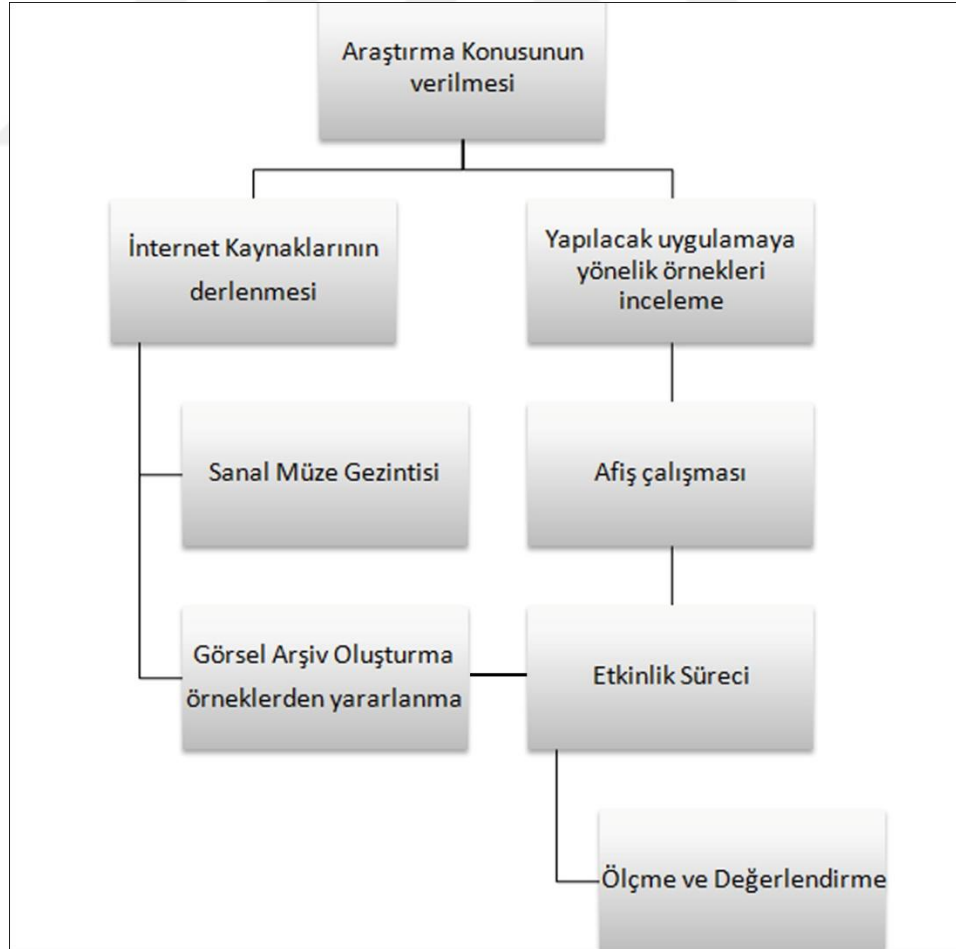 Araştırma Konusunun
verilmesi
İnternet Kaynaklarının
derlenmesi
Yapılacak uygulamaya
yönelik örnekleri
inceleme
Sanal Müze Gezintisi
Afiş çalışması
Görsel Arşiv Oluşturma
örneklerden yararlanma
Etkinlik Süreci
Ölçme ve Değerlendirme